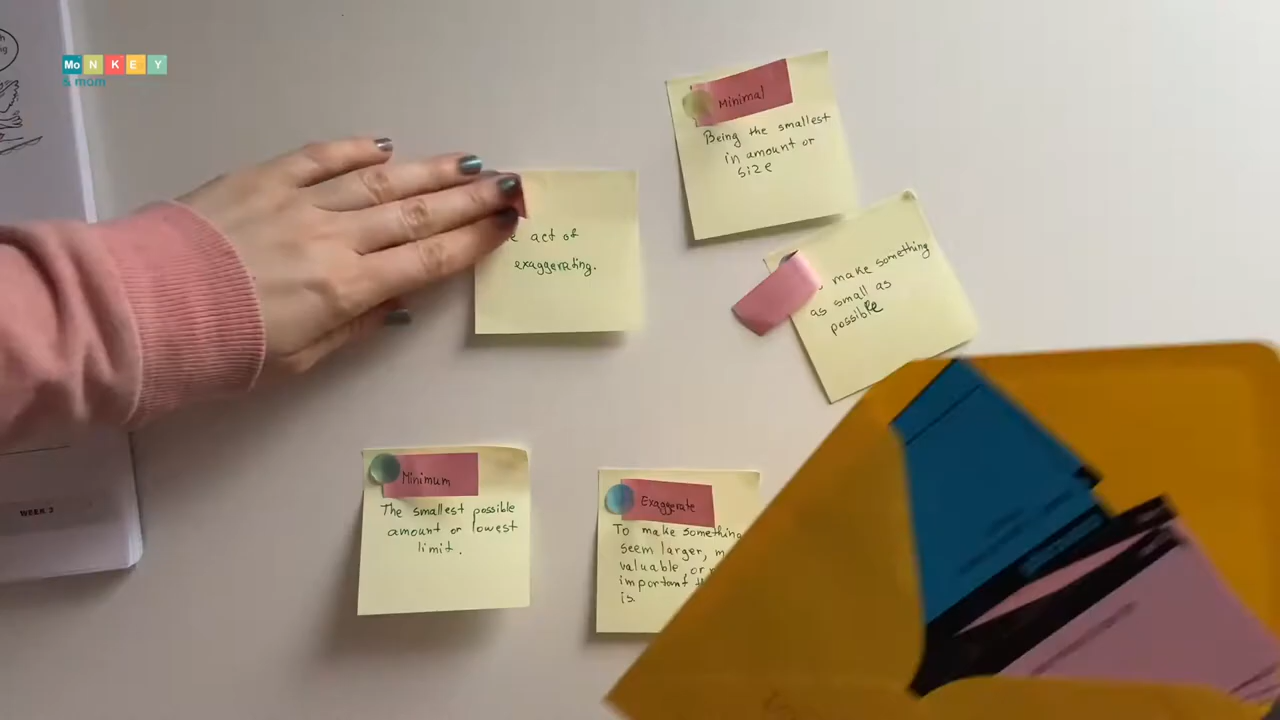 MoNKEY
& mom
Minimal
Being the smallest
in amount or
size
act of
exaggerating.
make something
as small as
possible
Minimum
The smallest possible
amount or lowest
limit.
Exaggerate
To make something
seem larger,
valuable or
important
is.
WEEK 2